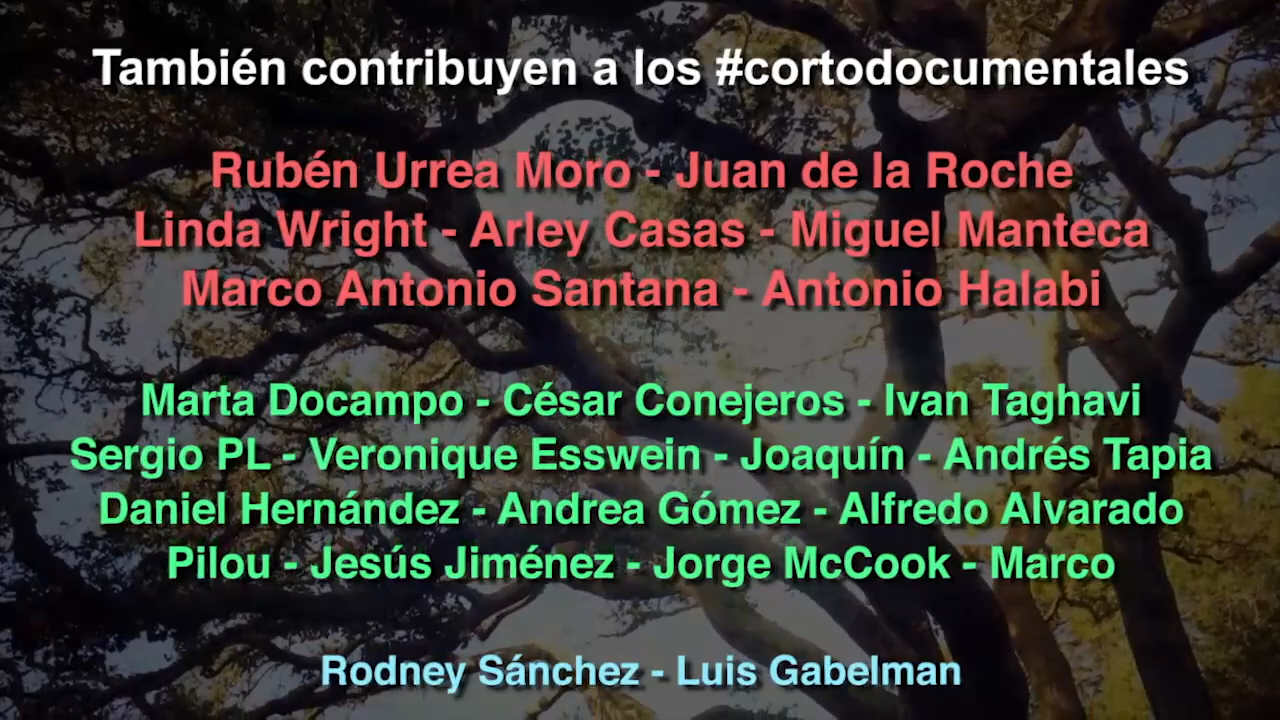 También contribuyen a los #cortodocumentales
Rubén Urrea Moro - Juan de la Roche
Linda Wright - Arley Casas - Miguel Manteca
Marco Antonio Santana - Antonio Halabi
Marta Docampo - César Conejeros - Ivan Taghavi
Sergio PL - Veronique Esswein - Joaquín - Andrés Tapia
Daniel Hernández - Andrea Gómez - Alfredo Alvarado
Pilou - Jesús Jiménez - Jorge McCook - Marco
Rodney Sánchez - Luis Gabelman